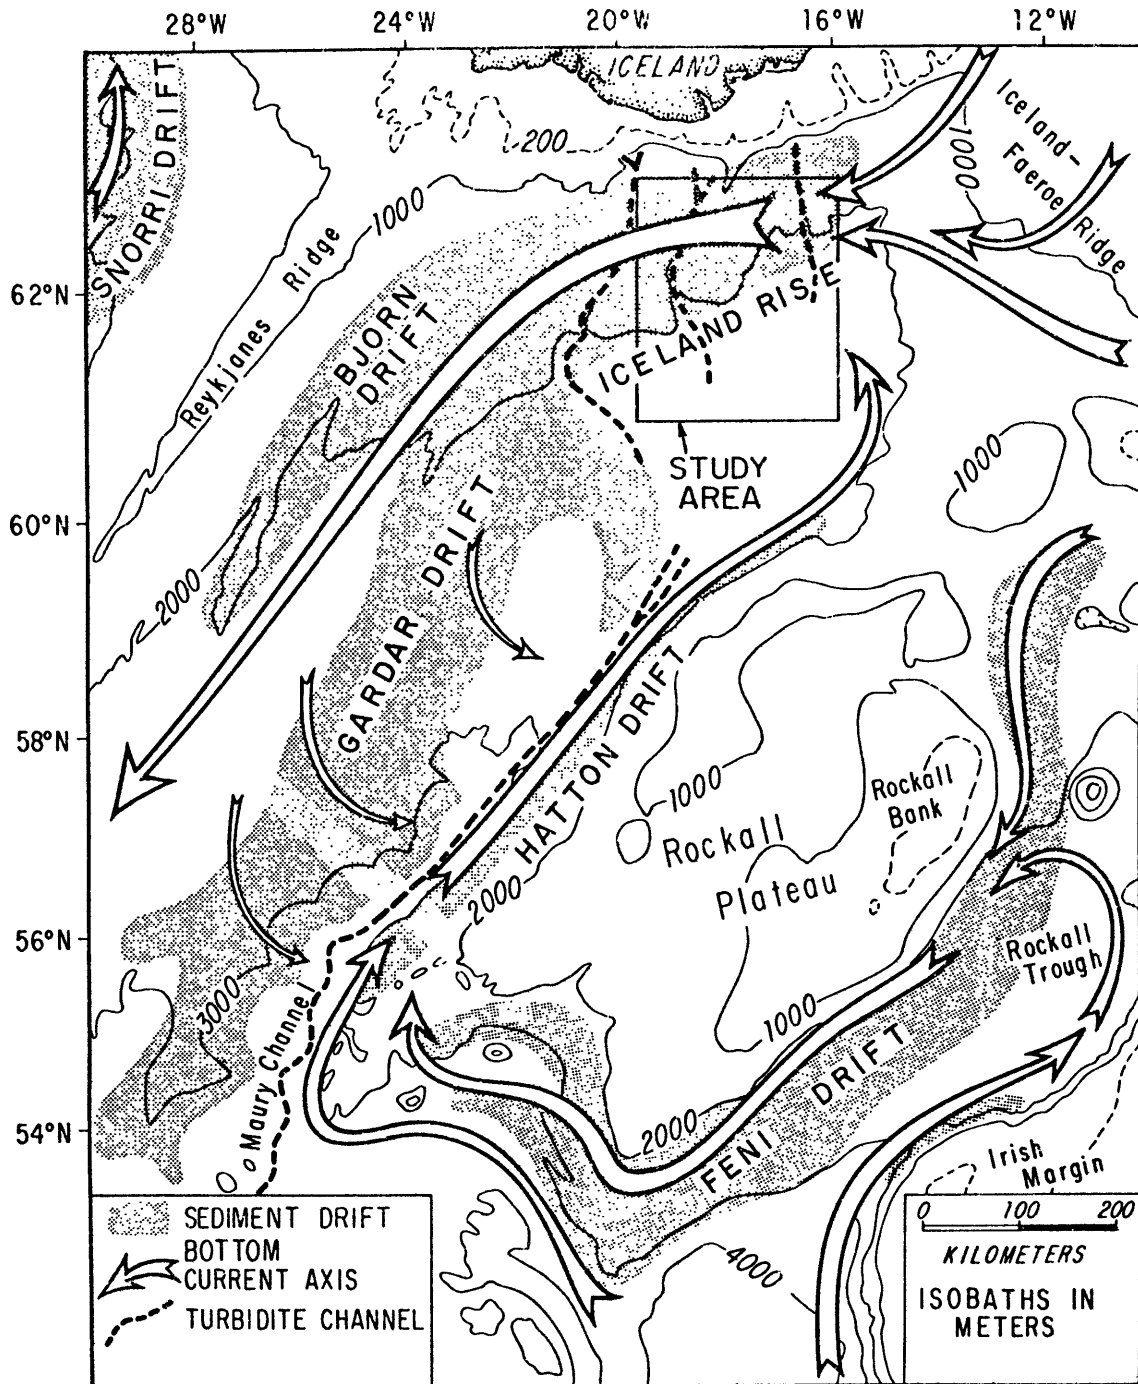 28°W 24°W 20°W 16°W 12°W
ICELAND
200
1000
1000
Iceland-
Faeroe
Ridge
SNORRI DRIFT
Reykjanes Ridge
62°N
BJORN
DRIFT
ICELAND RISE
STUDY
AREA
1000
60°N
2000
GARDAR DRIFT
HATTON DRIFT
58°N
1000
Rockall
Bank
Rockall
Plateau
2000
56°N
Rockall
Trough
3000
Maury Channel
1000
FENI DRIFT
54°N
2000
Irish
Margin
4000
SEDIMENT DRIFT
BOTTOM
CURRENT AXIS
TURBIDITE CHANNEL
0 100 200
KILOMETERS
ISOBATHS IN
METERS